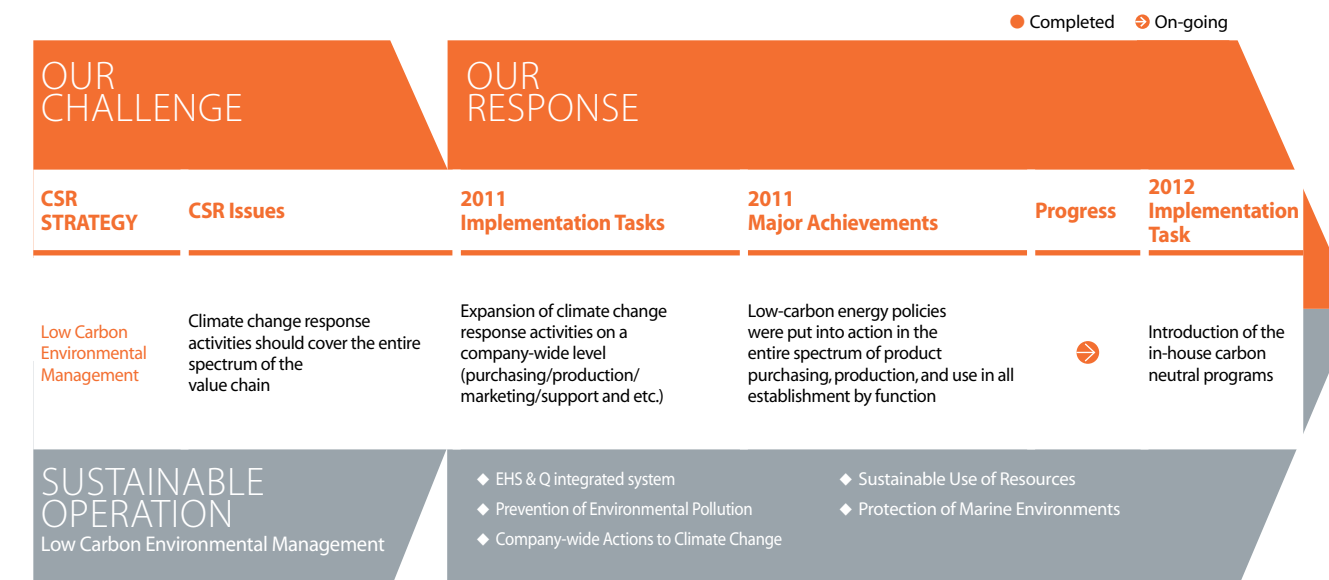 Completed
On-going
OUR
CHALLENGE
OUR
RESPONSE
CSR
STRATEGY
CSR Issues
2011
Implementation Tasks
2011
Major Achievements
Progress
2012
Implementation
Task
Low Carbon
Environmental
Management
Climate change response
activities should cover the entire
spectrum of the
value chain
Expansion of climate change
response activities on a
company-wide level
(purchasing/production/
marketing/support and etc.)
Low-carbon energy policies
were put into action in the
entire spectrum of product
purchasing, production, and use in all
establishment by function
Introduction of the
in-house carbon
neutral programs
SUSTAINABLE
OPERATION
Low Carbon Environmental Management
◆ EHS & Q integrated system
◆ Prevention of Environmental Pollution
◆ Company-wide Actions to Climate Change
◆ Sustainable Use of Resources
◆ Protection of Marine Environments